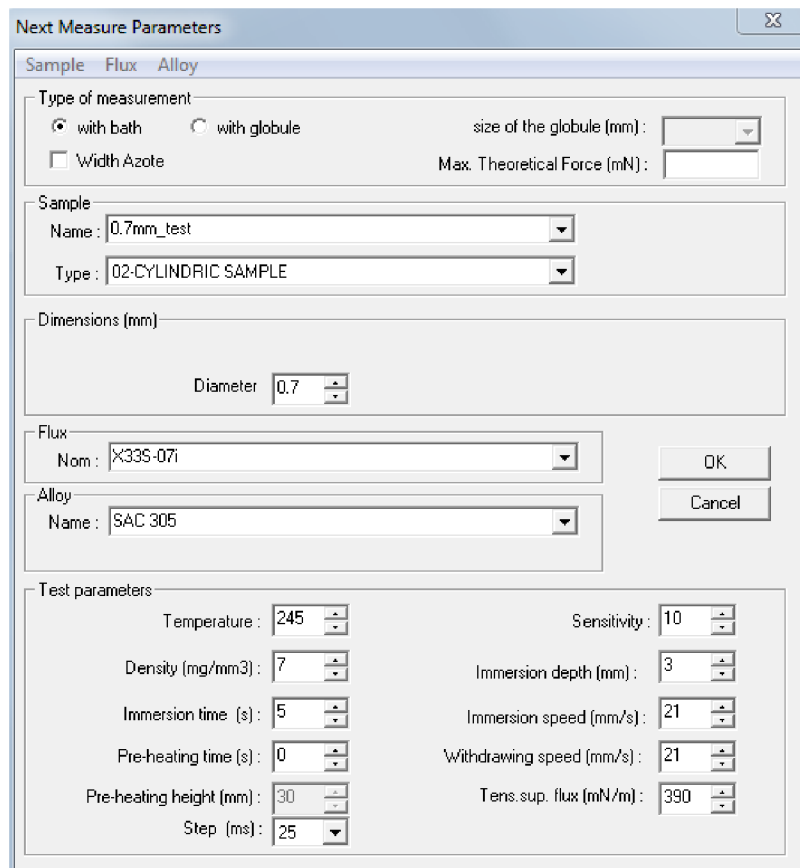 Next Measure Parameters
Sample Flux Alloy
Type of measurement
with bath with globule size of the globule (mm) :
Width Azote Max. Theoretical Force (mN) :
Sample
Name : 0.7mm_test
Type : 02-CYLINDRIC SAMPLE
Dimensions (mm)
Diameter 0.7
Flux
Nom : X33S-07i
OK
Alloy
Cancel
Name : SAC 305
Test parameters
Temperature : 245 Sensitivity : 10
Density (mg/mm3) : 7 Immersion depth (mm) : 3
Immersion time (s) : 5 Immersion speed (mm/s) : 21
Pre-heating time (s) : 0 Withdrawing speed (mm/s) : 21
Pre-heating height (mm) : 30 Tens.sup. flux (mN/m) : 390
Step (ms) : 25